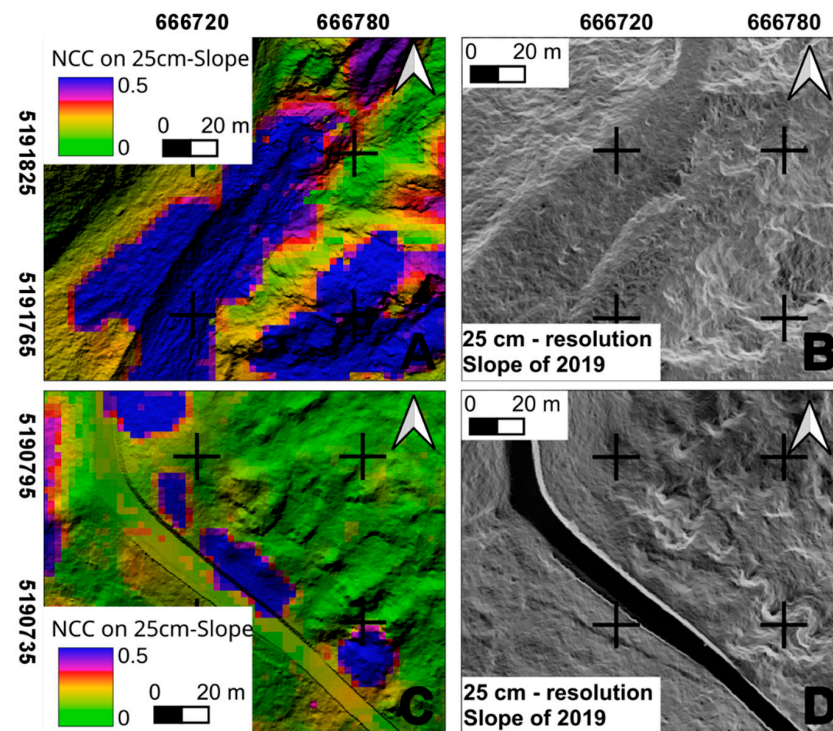 666720 666780 666720 666780
NCC on 25cm-Slope
0.5
0
0 20 m
0 20 m
5191825
5191765
A
25 cm - resolution
Slope of 2019
B
5190795
5190735
NCC on 25cm-Slope
0.5
0
0 20 m
C
0 20 m
25 cm - resolution
Slope of 2019
D